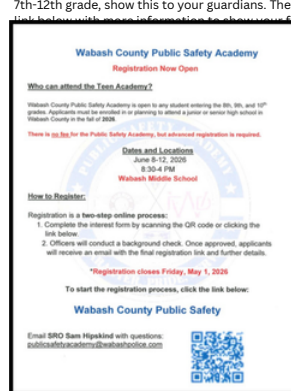 7th-12th grade, show this to your guardians. The
link below with more information to show your f
Wabash County Public Safety Academy
Registration Now Open
Who can attend the Teen Academy?
Wabash County Public Safety Academy is open to any student entering the 8th, 9th, and 10th
grades. Applicants must be enrolled in or planning to attend a junior or senior high school in
Wabash County in the fall of 2026.
There is no fee for the Public Safety Academy, but advanced registration is required.
Dates and Locations
June 8-12, 2026
8:30-4 PM
Wabash Middle School
How to Register:
Registration is a two-step online process:
1. Complete the interest form by scanning the QR code or clicking the
link below.
2. Officers will conduct a background check. Once approved, applicants
will receive an email with the final registration link and further details.
*Registration closes Friday, May 1, 2026
To start the registration process, click the link below:
Wabash County Public Safety
Email SRO Sam Hipskind with questions:
publicsafetyacademy@wabashpolice.com